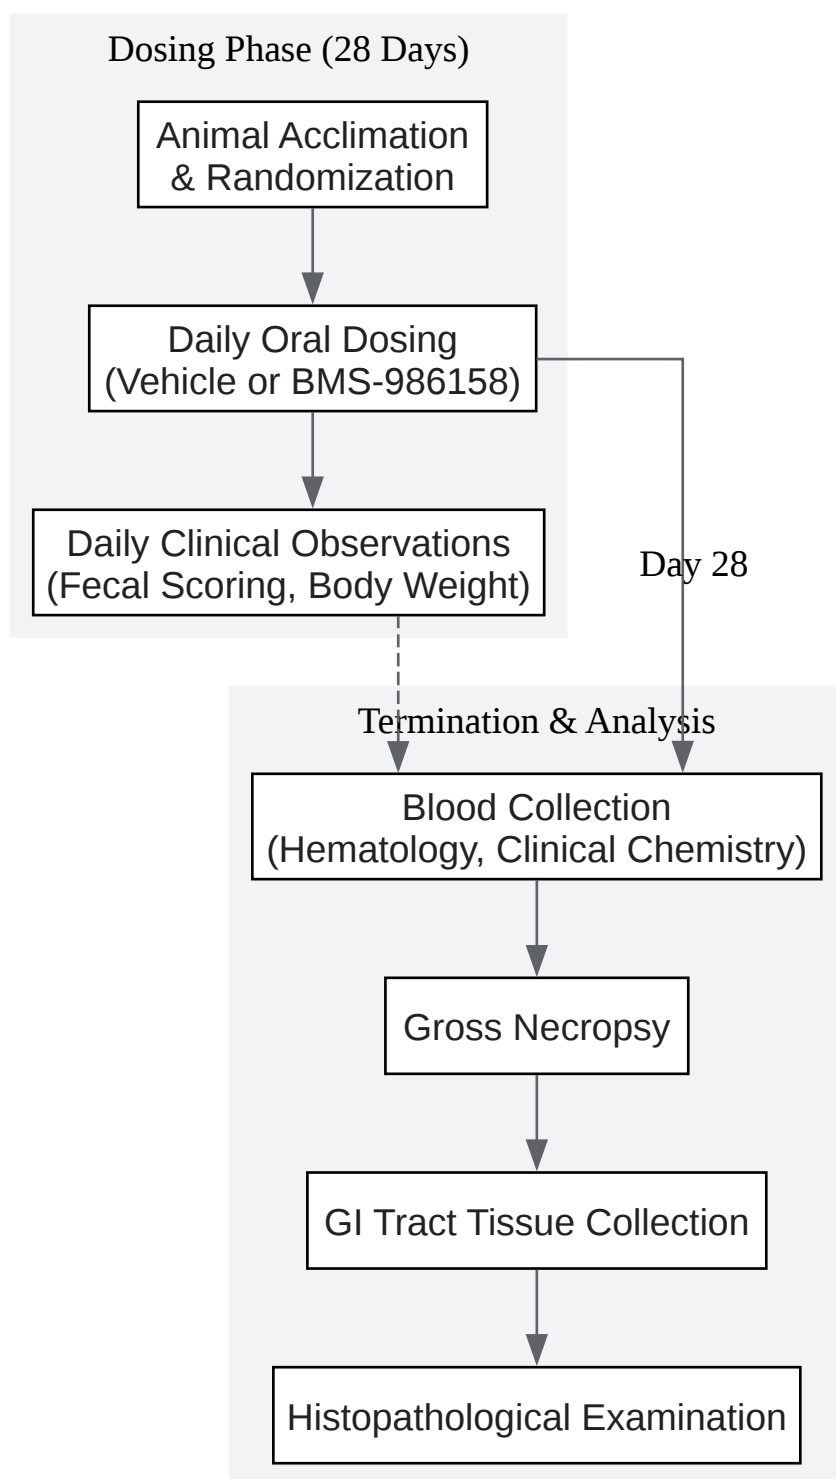 Dosing Phase (28 Days)
Animal Acclimation
& Randomization
Daily Oral Dosing
(Vehicle or BMS-986158)
Daily Clinical Observations
(Fecal Scoring, Body Weight)
Day 28
Termination & Analysis
Blood Collection
(Hematology, Clinical Chemistry)
Gross Necropsy
GI Tract Tissue Collection
Histopathological Examination